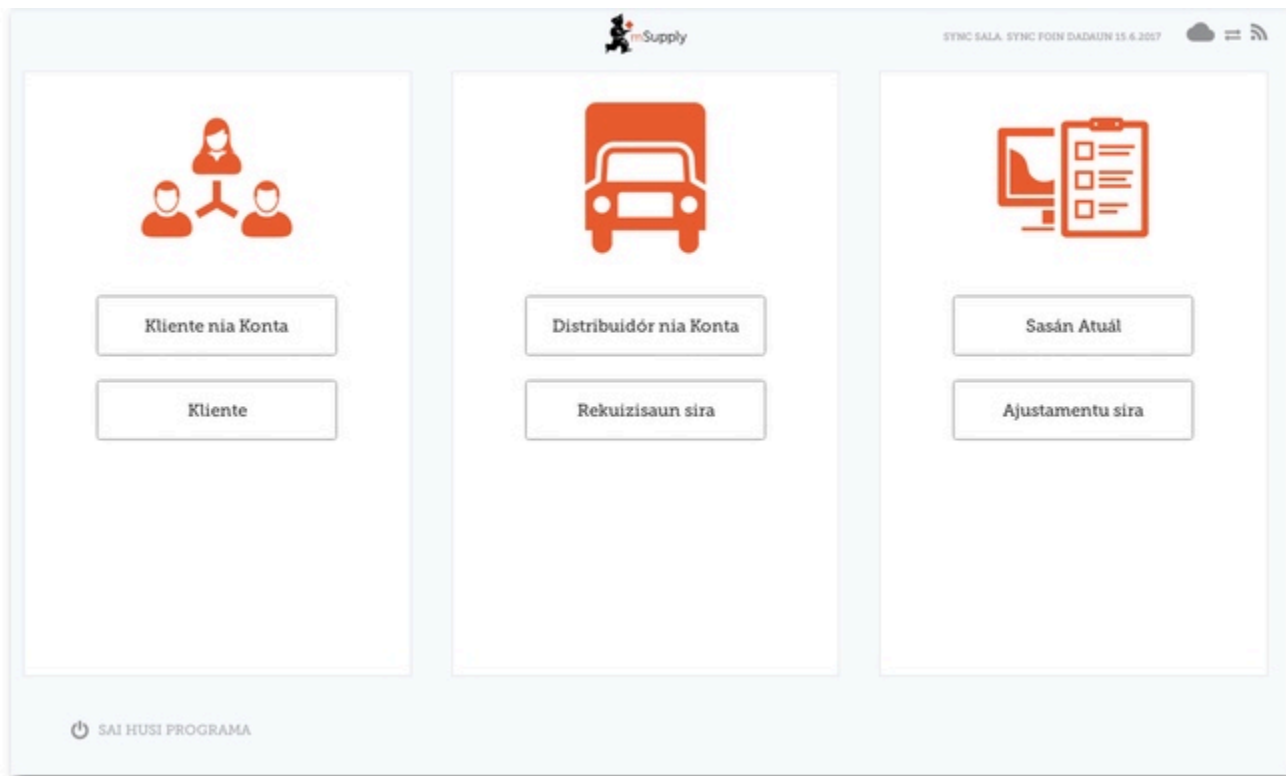 mSupply
SYNC SALA. SYNC FOIN DADAUN 15.6.2017
Kliente nia Konta
Kliente
Distribuidór nia Konta
Rekuizisaun sira
Sasán Atuál
Ajustamentu sira
SAI HUSI PROGRAMA